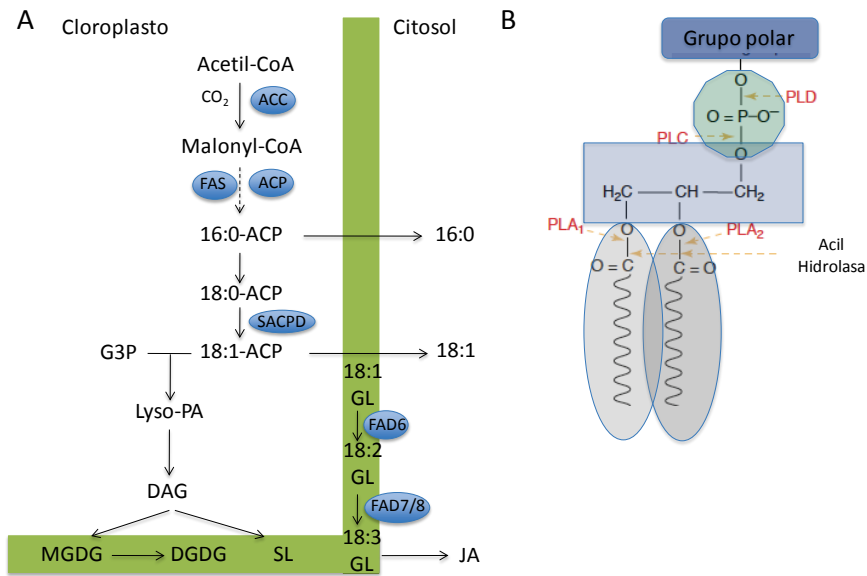 A
Cloroplasto
Citosol
Acetil-CoA
CO2
ACC
Malonyl-CoA
FAS
ACP
16:0-ACP
16:0
18:0-ACP
SACPD
G3P
18:1-ACP
18:1
18:1
GL
Lyso-PA
FAD6
18:2
GL
DAG
FAD7/8
18:3
GL
MGDG
DGDG
SL
JA
B
Grupo polar
O
PLD
O = P – O–
PLC
O
H2C — CH — CH2
PLA1
O
O
PLA2
O = C
C = O
Acil
Hidrolasa